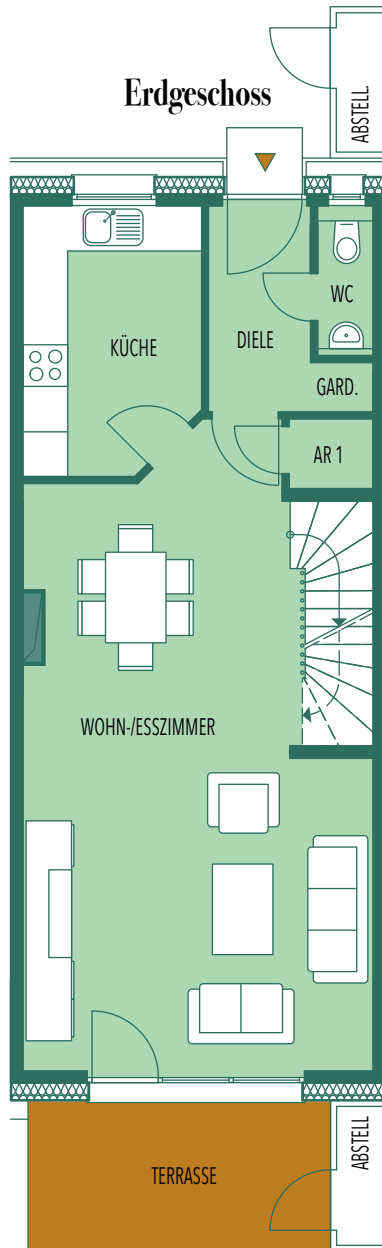 Erdgeschoss
ABSTELL
WC
KÜCHE
DIELE
GARD.
AR 1
WOHN-/ESSZIMMER
TERRASSE
ABSTELL